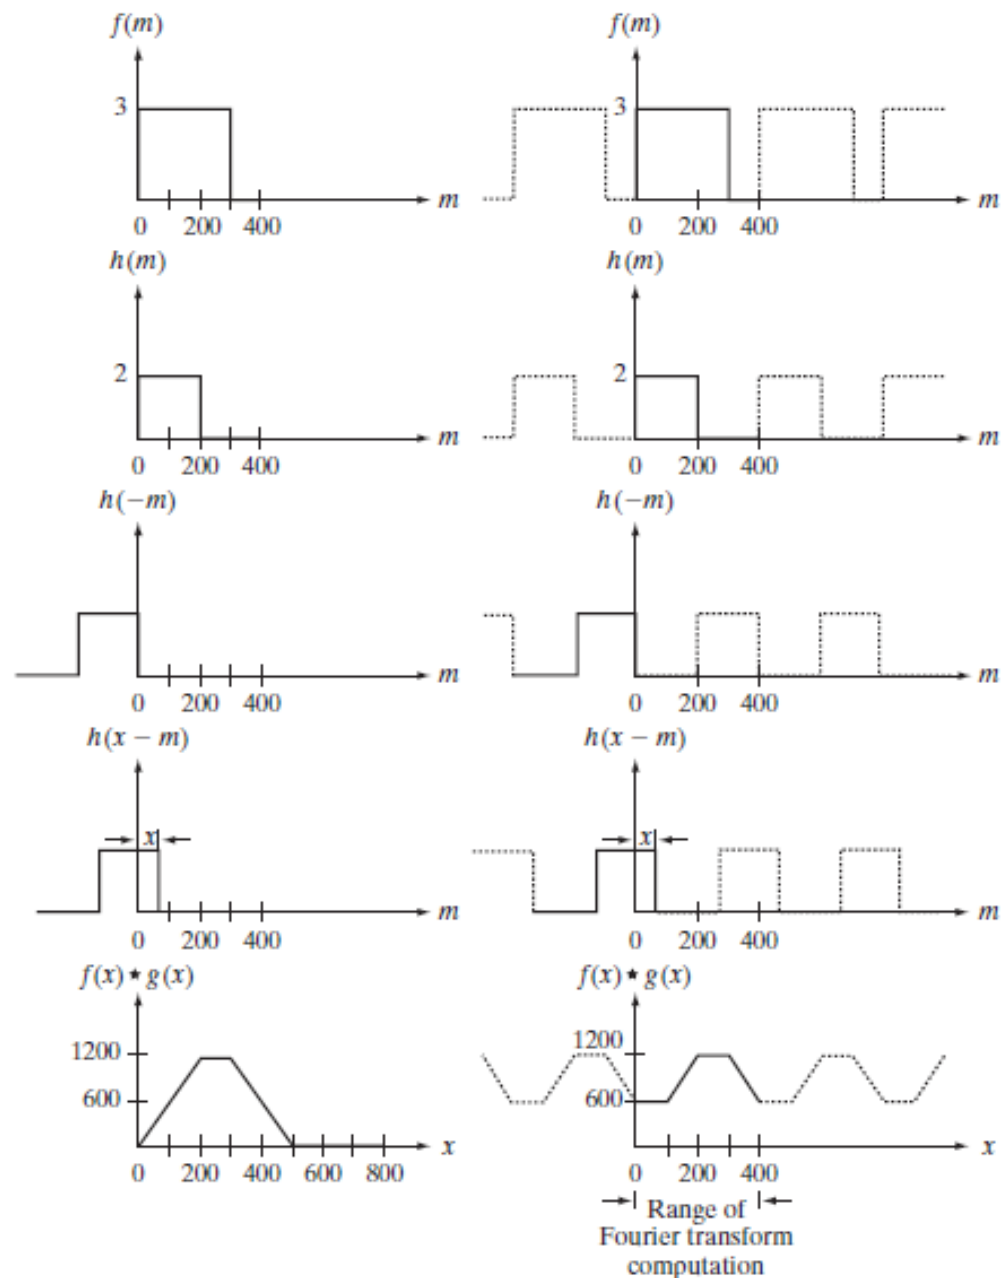 f(m)
3
m
0 200 400
h(m)
2
m
0 200 400
h(−m)
m
0 200 400
h(x − m)
x
m
0 200 400
f(x) ★ g(x)
1200
600
x
0 200 400 600 800
f(m)
3
m
0 200 400
h(m)
2
m
0 200 400
h(−m)
m
0 200 400
h(x − m)
x
m
0 200 400
f(x) ★ g(x)
1200
600
x
0 200 400
Range of
Fourier transform
computation